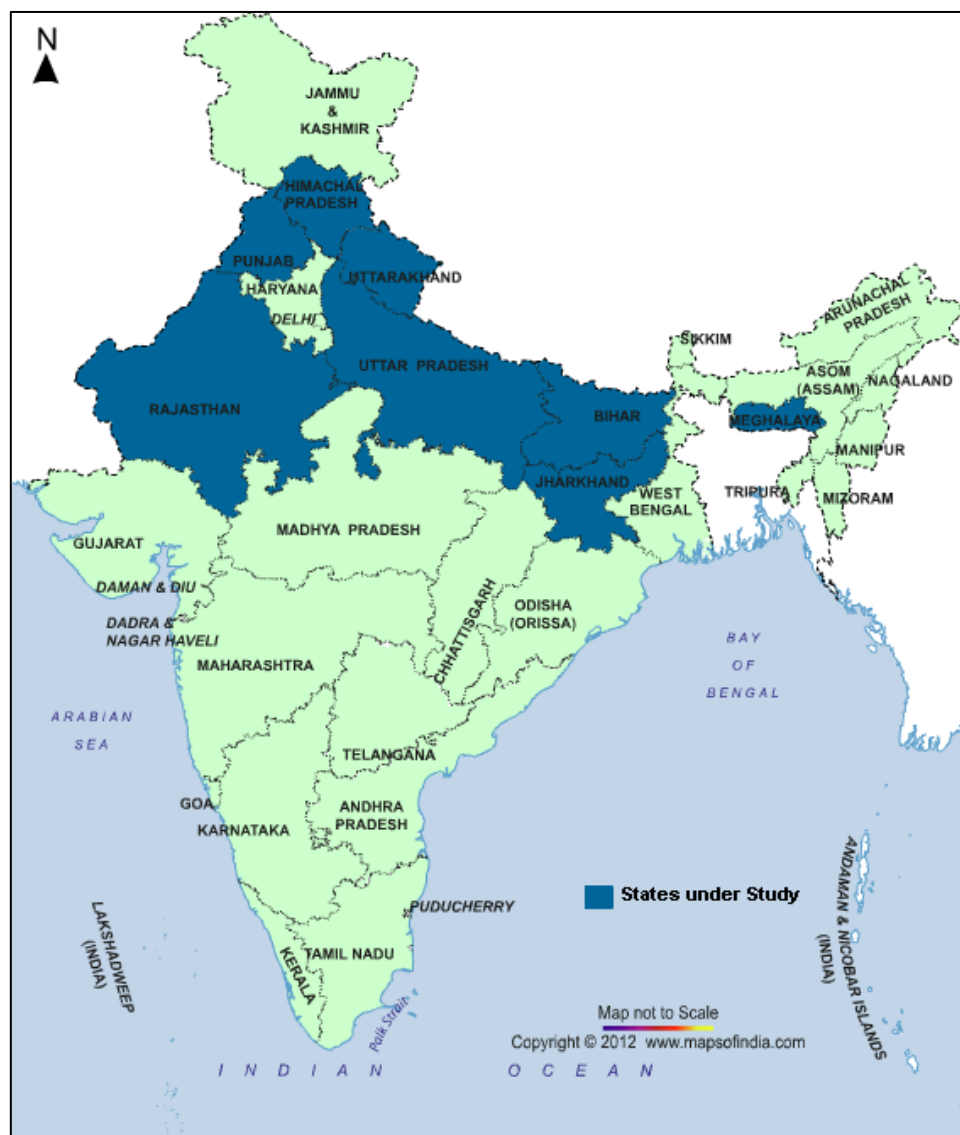 N
JAMMU
&
KASHMIR
HIMACHAL
PRADESH
PUNJAB
UTTARAKHAND
HARYANA
DELHI
ARUNACHAL
PRADESH
SIKKIM
UTTAR PRADESH
ASOM
(ASSAM)
NAGALAND
RAJASTHAN
BIHAR
MEGHALAYA
MANIPUR
JHARKHAND
WEST
BENGAL
TRIPURA
MIZORAM
MADHYA PRADESH
GUJARAT
DAMAN & DIU
DADRA &
NAGAR HAVELI
CHHATTISGARH
ODISHA
(ORISSA)
MAHARASHTRA
BAY
OF
BENGAL
ARABIAN
SEA
TELANGANA
GOA
KARNATAKA
ANDHRA
PRADESH
States under Study
PUDUCHERRY
LAKSHADWEEP
(INDIA)
ANDAMAN & NICOBAR ISLANDS
(INDIA)
KERALA
TAMIL NADU
Palk Strait
Map not to Scale
Copyright © 2012 www.mapsofindia.com
INDIAN OCEAN